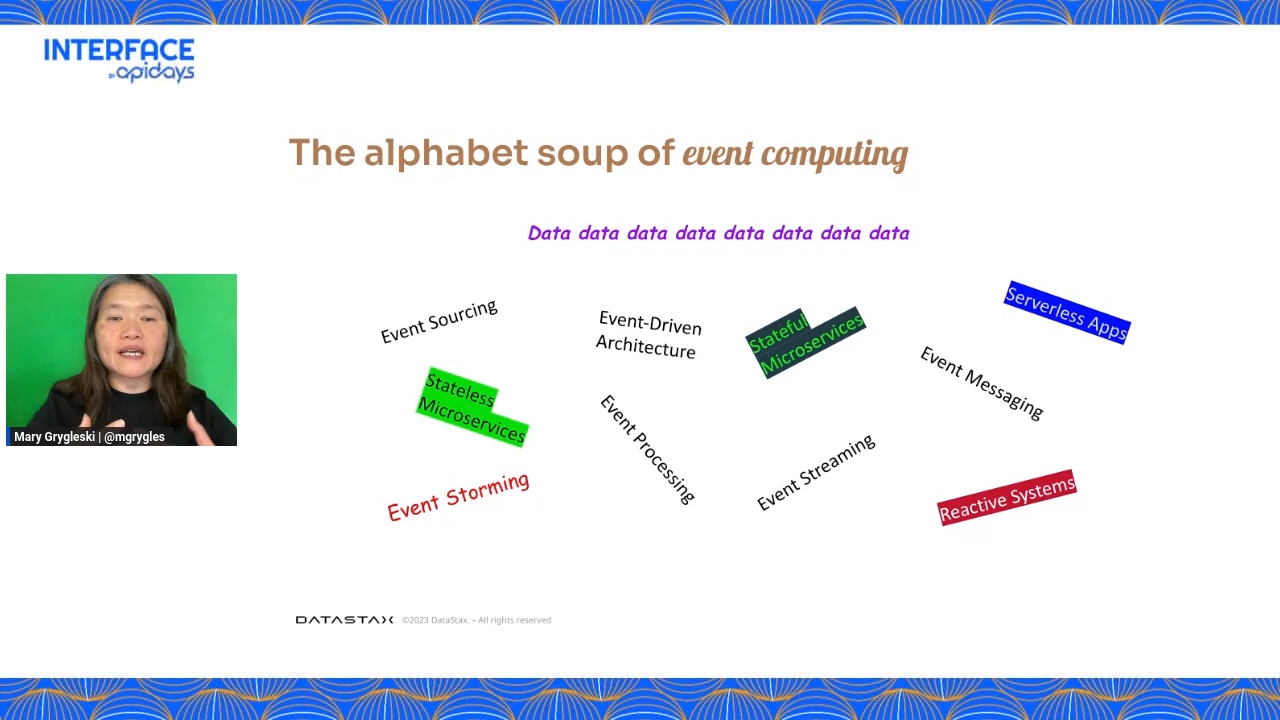 INTERFACE
BY apidays
The alphabet soup of event computing
Data data data data data data data data
Event Sourcing
Event-Driven
Architecture
Stateful
Microservices
Serverless Apps
Stateless
Microservices
Event Messaging
Event Processing
Event Streaming
Event Storming
Reactive Systems
Mary Grygleski | @mgrygles
DATASTAX ©2023 DataStax. – All rights reserved